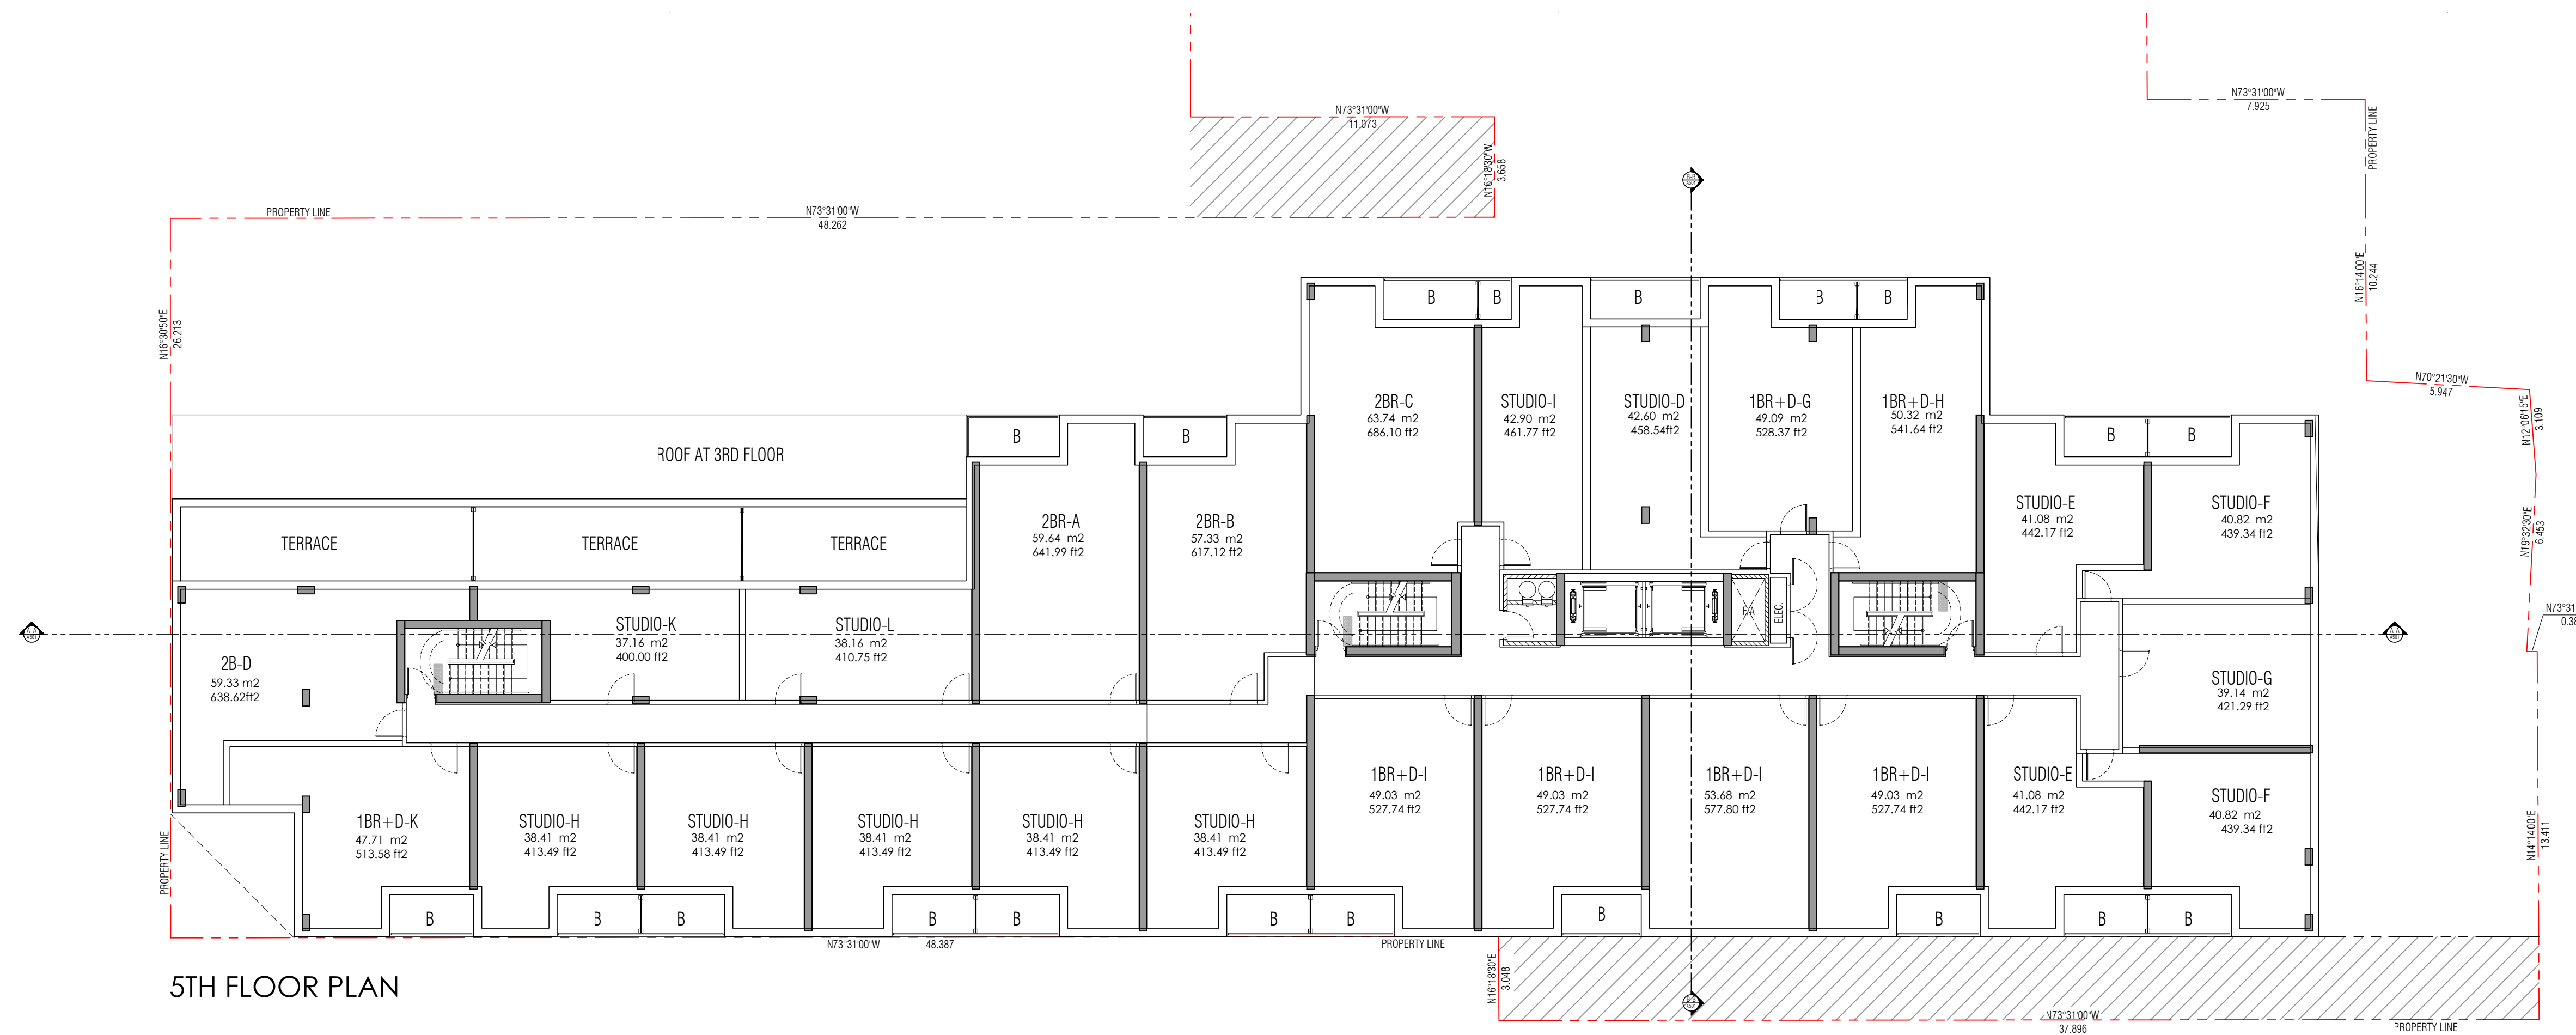 N73°31'00"W
7.925
N73°31'00"W
11.073
N16°18'30"W
3.658
PROPERTY LINE
PROPERTY LINE
N73°31'00"W
48.262
N16°14'00"E
10.244
N16°30'50"E
26.213
N70°21'30"W
5.947
N12°06'15"E
3.109
N19°32'30"E
6.453
N73°31
0.38
B
B
B
B
B
2BR-C
63.74 m2
686.10 ft2
STUDIO-I
42.90 m2
461.77 ft2
STUDIO-D
42.60 m2
458.54ft2
1BR+D-G
49.09 m2
528.37 ft2
1BR+D-H
50.32 m2
541.64 ft2
ROOF AT 3RD FLOOR
B
B
B
B
TERRACE
TERRACE
TERRACE
2BR-A
59.64 m2
641.99 ft2
2BR-B
57.33 m2
617.12 ft2
STUDIO-E
41.08 m2
442.17 ft2
STUDIO-F
40.82 m2
439.34 ft2
2B-D
59.33 m2
638.62ft2
STUDIO-K
37.16 m2
400.00 ft2
STUDIO-L
38.16 m2
410.75 ft2
ELEC.
STUDIO-G
39.14 m2
421.29 ft2
1BR+D-K
47.71 m2
513.58 ft2
STUDIO-H
38.41 m2
413.49 ft2
STUDIO-H
38.41 m2
413.49 ft2
STUDIO-H
38.41 m2
413.49 ft2
STUDIO-H
38.41 m2
413.49 ft2
STUDIO-H
38.41 m2
413.49 ft2
1BR+D-I
49.03 m2
527.74 ft2
1BR+D-I
49.03 m2
527.74 ft2
1BR+D-I
53.68 m2
577.80 ft2
1BR+D-I
49.03 m2
527.74 ft2
STUDIO-E
41.08 m2
442.17 ft2
STUDIO-F
40.82 m2
439.34 ft2
N14°14'00"E
13.411
PROPERTY LINE
B
B
B
B
B
B
B
B
B
B
B
N73°31'00"W
48.387
PROPERTY LINE
N16°18'30"E
3.048
N73°31'00"W
37.896
PROPERTY LINE
5TH FLOOR PLAN